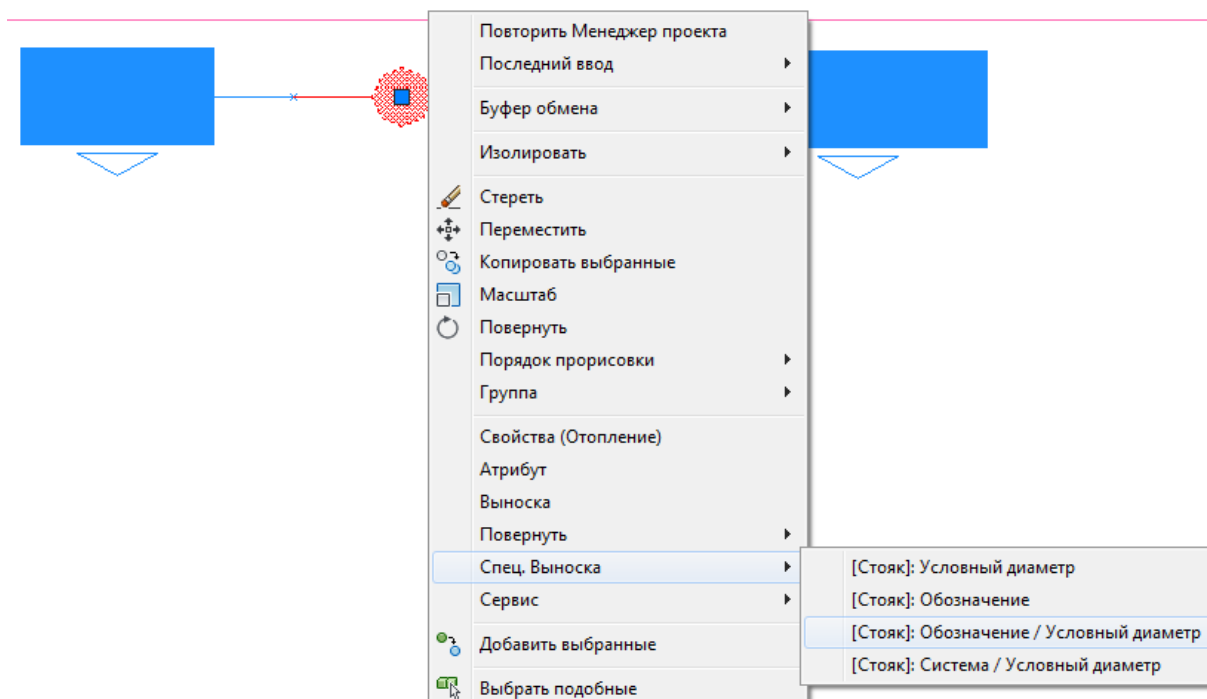 Повторить Менеджер проекта
Последний ввод
Буфер обмена
Изолировать
Стереть
Переместить
Копировать выбранные
Масштаб
Повернуть
Порядок прорисовки
Группа
Свойства (Отопление)
Атрибут
Выноска
Повернуть
Спец. Выноска
Сервис
Добавить выбранные
Выбрать подобные
[Стояк]: Условный диаметр
[Стояк]: Обозначение
[Стояк]: Обозначение / Условный диаметр
[Стояк]: Система / Условный диаметр